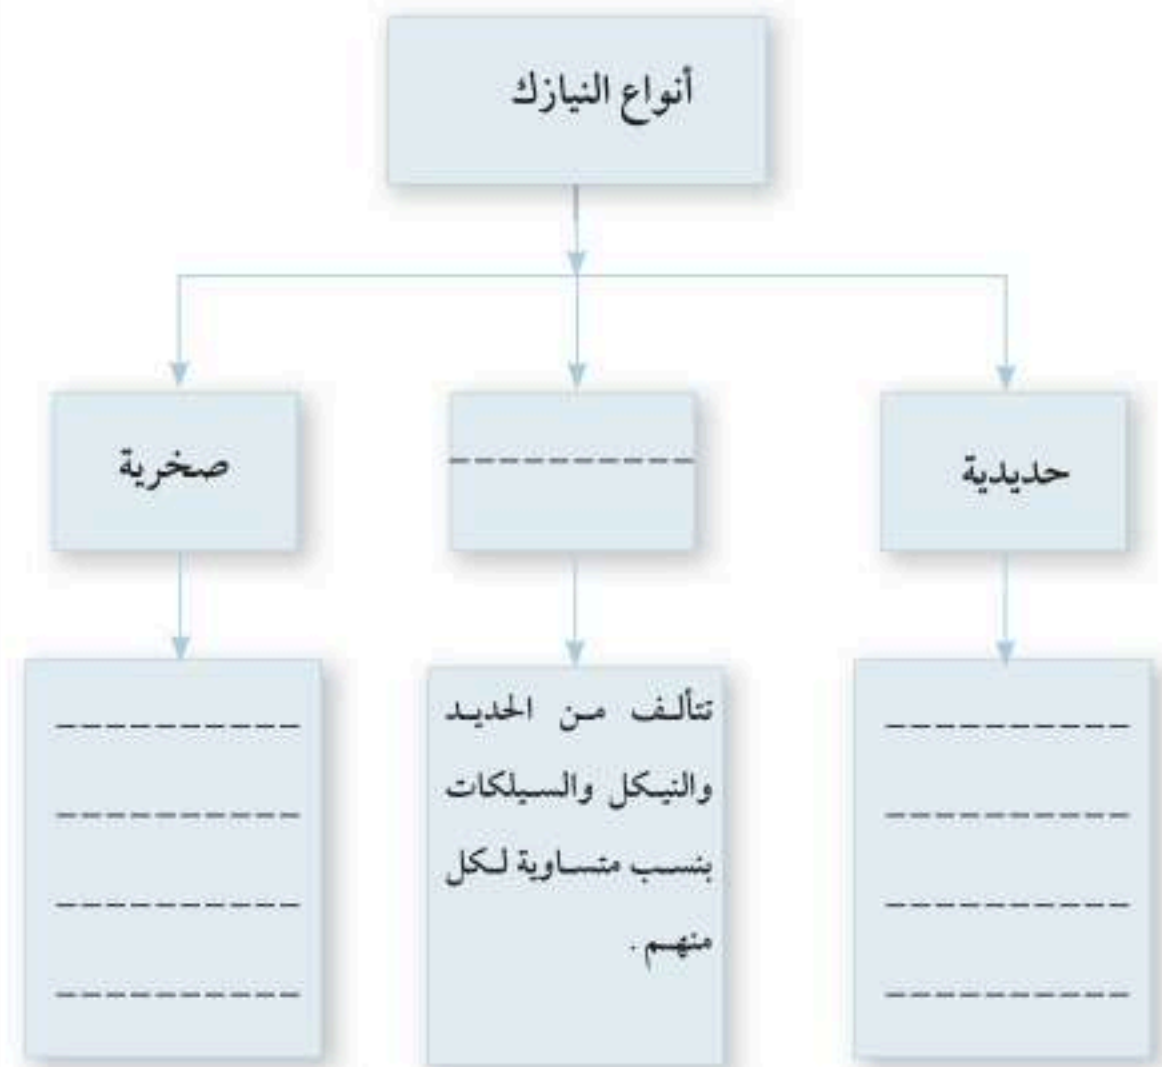 أنواع النيازك
حديدية
----------
صخرية
----------
----------
----------
----------
تتألف من الحديد
والنيكل والسيلكات
بنسب متساوية لكل
منهم .
----------
----------
----------
----------